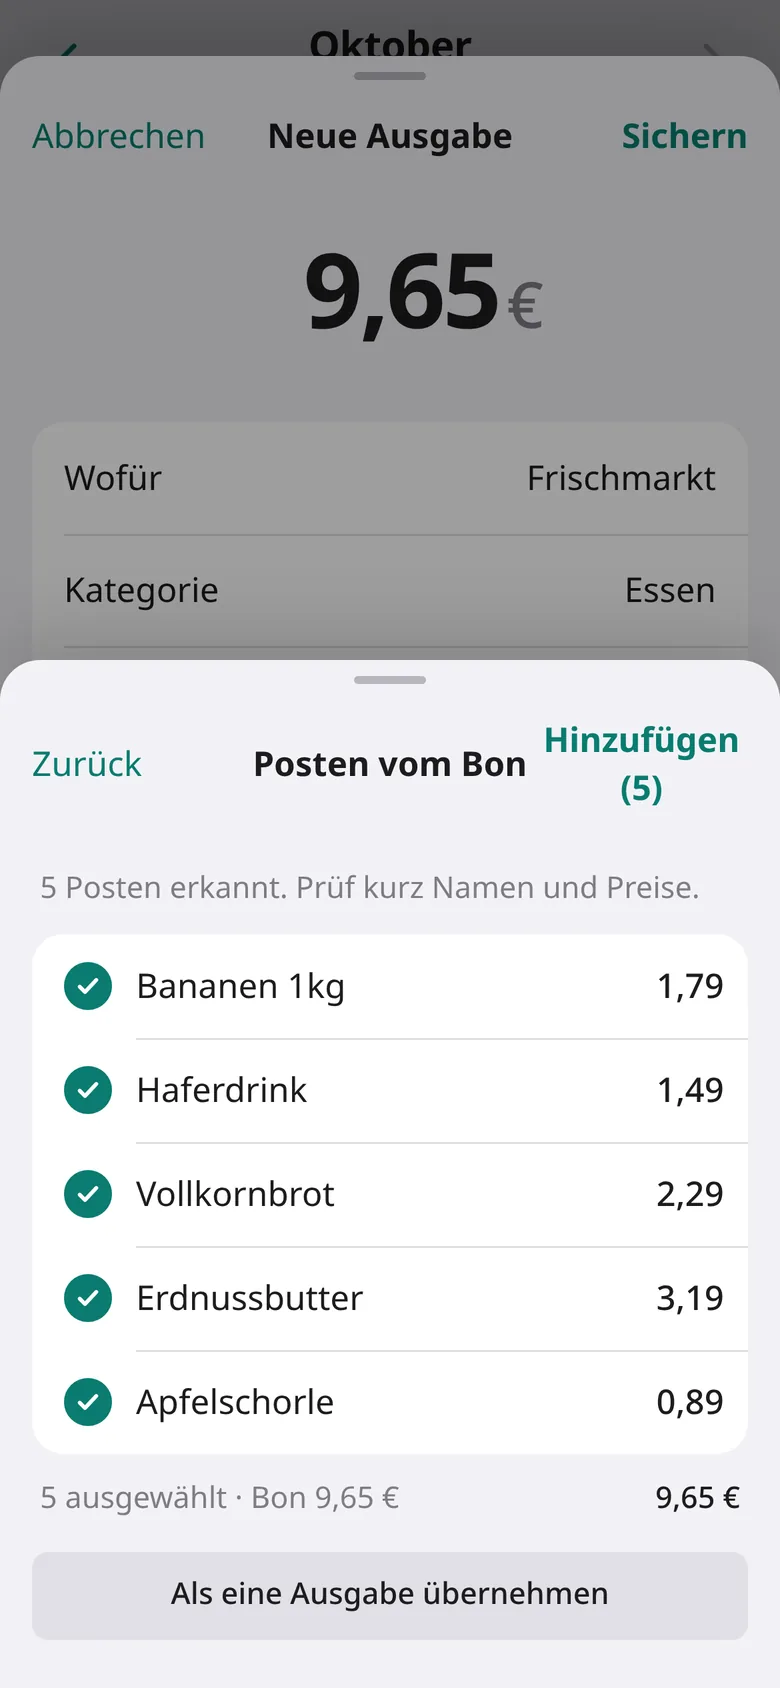 Oktober
Abbrechen Neue Ausgabe Sichern
9,65 €
Wofür Frischmarkt
Kategorie Essen
Zurück Posten vom Bon Hinzufügen
(5)
5 Posten erkannt. Prüf kurz Namen und Preise.
Bananen 1kg 1,79
Haferdrink 1,49
Vollkornbrot 2,29
Erdnussbutter 3,19
Apfelschorle 0,89
5 ausgewählt · Bon 9,65 € 9,65 €
Als eine Ausgabe übernehmen